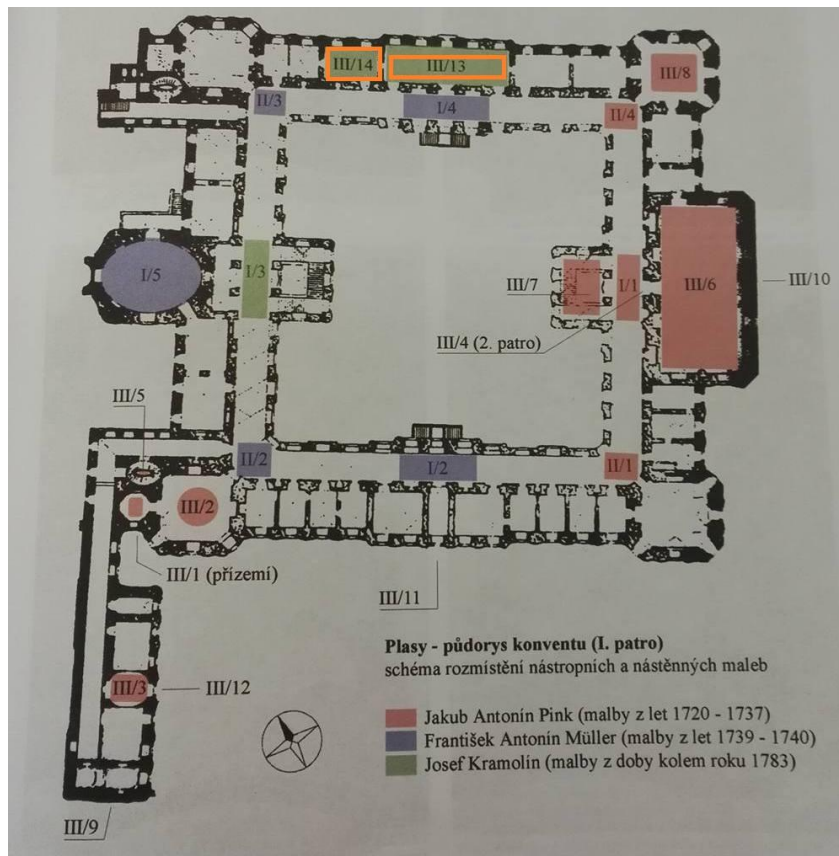 III/14
III/13
III/8
II/3
I/4
II/4
I/5
I/3
III/7
I/1
III/6
III/10
III/4 (2. patro)
III/5
II/2
I/2
II/1
III/2
III/1 (přízemí)
III/11
Plasy - půdorys konventu (I. patro)
schéma rozmístění nástropních a nástěnných maleb
III/3
III/12
Jakub Antonín Pink (malby z let 1720 - 1737)
František Antonín Müller (malby z let 1739 - 1740)
Josef Kramolín (malby z doby kolem roku 1783)
III/9